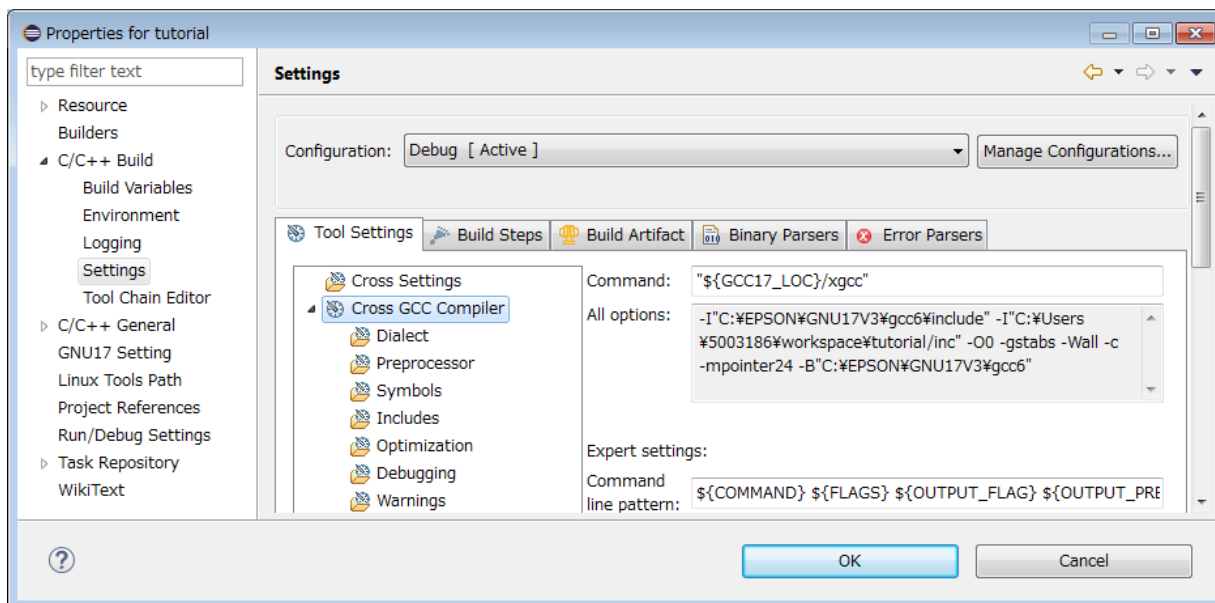 Properties for tutorial
type filter text
Resource
Builders
C/C++ Build
Build Variables
Environment
Logging
Settings
Tool Chain Editor
C/C++ General
GNU17 Setting
Linux Tools Path
Project References
Run/Debug Settings
Task Repository
WikiText
Settings
Configuration: Debug [ Active ] Manage Configurations...
Tool Settings Build Steps Build Artifact Binary Parsers Error Parsers
Cross Settings
Cross GCC Compiler
Dialect
Preprocessor
Symbols
Includes
Optimization
Debugging
Warnings
Command: "${GCC17_LOC}/xgcc"
All options: -I"C:¥EPSON¥GNU17V3¥gcc6¥include" -I"C:¥Users
¥5003186¥workspace¥tutorial/inc" -O0 -gstabs -Wall -c
-mpointer24 -B"C:¥EPSON¥GNU17V3¥gcc6"
Expert settings:
Command
line pattern: ${COMMAND} ${FLAGS} ${OUTPUT_FLAG} ${OUTPUT_PRE
OK Cancel